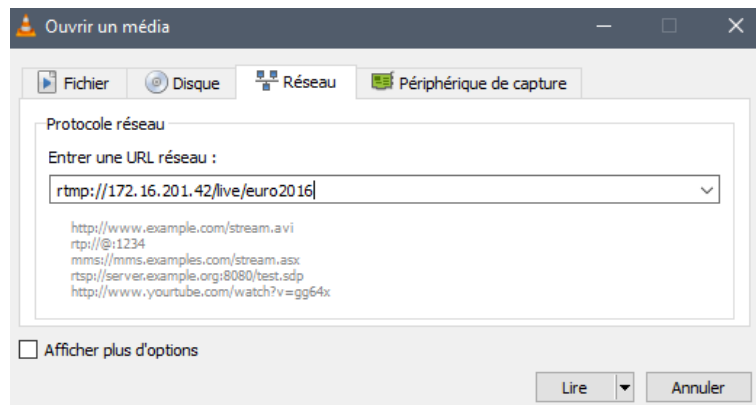 Ouvrir un média
Fichier
Disque
Réseau
Périphérique de capture
Protocole réseau
Entrer une URL réseau :
rtmp://172.16.201.42/live/euro2016
http://www.example.com/stream.avi
rtp://@:1234
mms://mms.examples.com/stream.asx
rtsp://server.example.org:8080/test.sdp
http://www.yourtube.com/watch?v=gg64x
Afficher plus d'options
Lire
Annuler